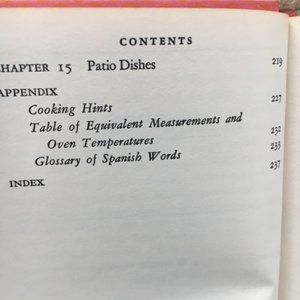 CONTENTS
CHAPTER 15 Patio Dishes 219
APPENDIX
Cooking Hints 227
Table of Equivalent Measurements and
Oven Temperatures 232
Glossary of Spanish Words 233
INDEX 237